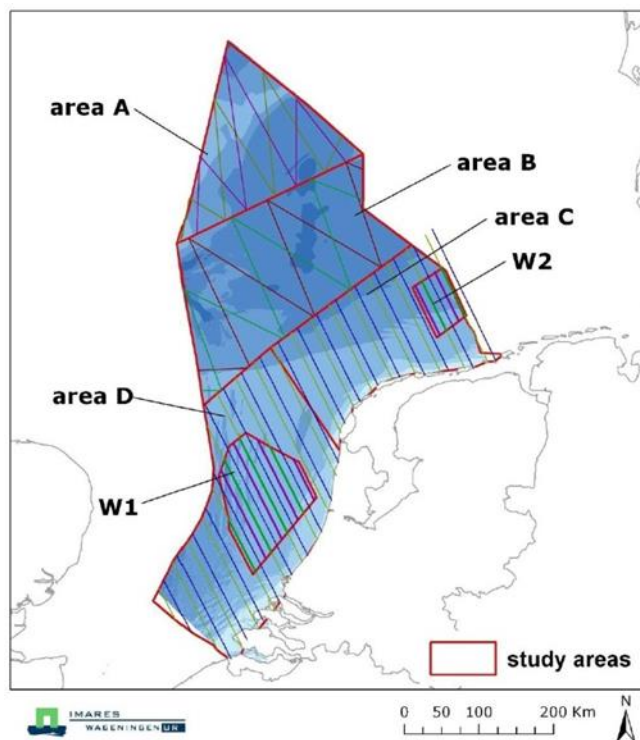 area A
area B
area C
W2
area D
W1
study areas
IMARES
WAGENINGEN UR
N
0 50 100 200 Km